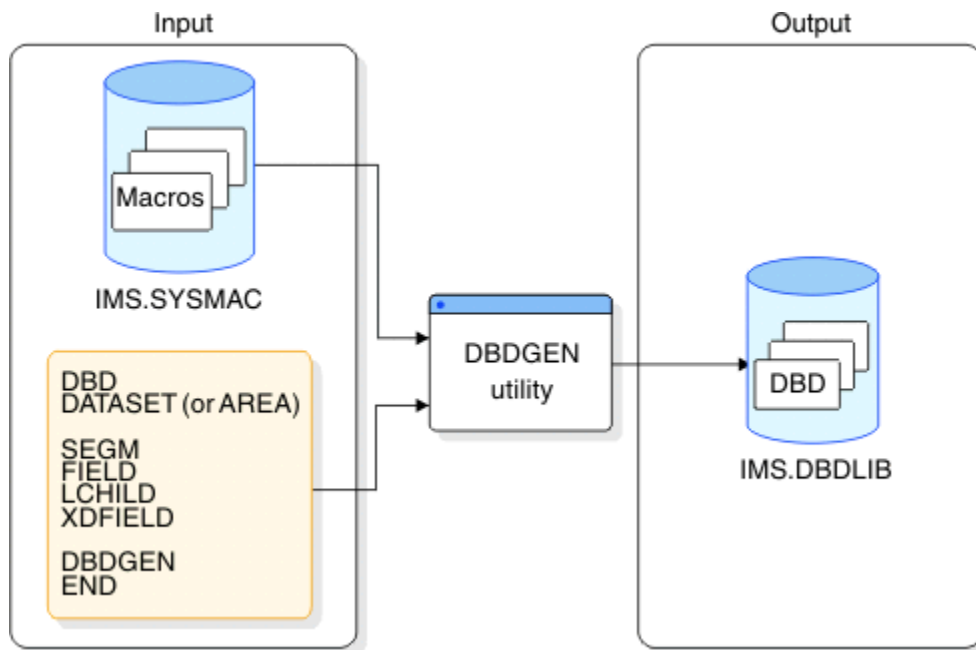 Input
Output
Macros
IMS.SYSMAC
DBD
DATASET (or AREA)
SEGM
FIELD
LCHILD
XDFIELD
DBDGEN
END
DBDGEN
utility
DBD
IMS.DBDLIB